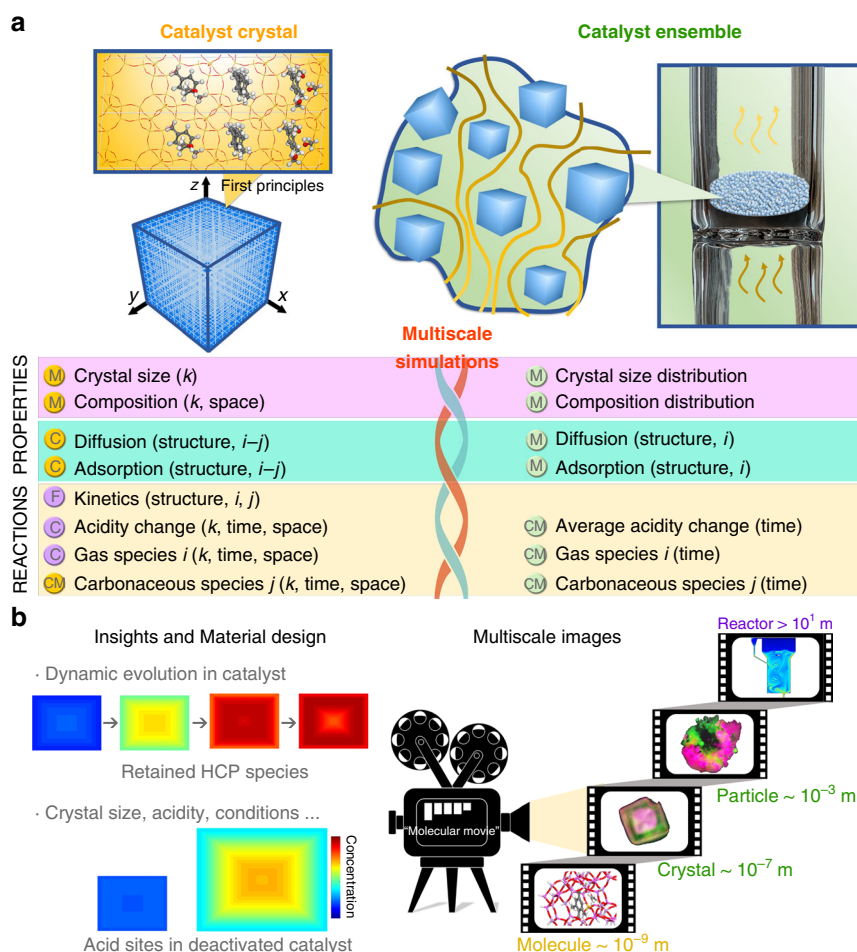 a
Catalyst crystal
Catalyst ensemble
First principles
z
y
x
Multiscale
simulations
PROPERTIES
M Crystal size (k)
M Crystal size distribution
M Composition (k, space)
M Composition distribution
C Diffusion (structure, i–j)
M Diffusion (structure, i)
C Adsorption (structure, i–j)
M Adsorption (structure, i)
REACTIONS
F Kinetics (structure, i, j)
C Acidity change (k, time, space)
CM Average acidity change (time)
C Gas species i (k, time, space)
CM Gas species i (time)
CM Carbonaceous species j (k, time, space)
CM Carbonaceous species j (time)
b
Insights and Material design
Multiscale images
· Dynamic evolution in catalyst
Retained HCP species
· Crystal size, acidity, conditions ...
Concentration
Acid sites in deactivated catalyst
"Molecular movie"
Reactor > 10¹ m
Particle ~ 10⁻³ m
Crystal ~ 10⁻⁷ m
Molecule ~ 10⁻⁹ m